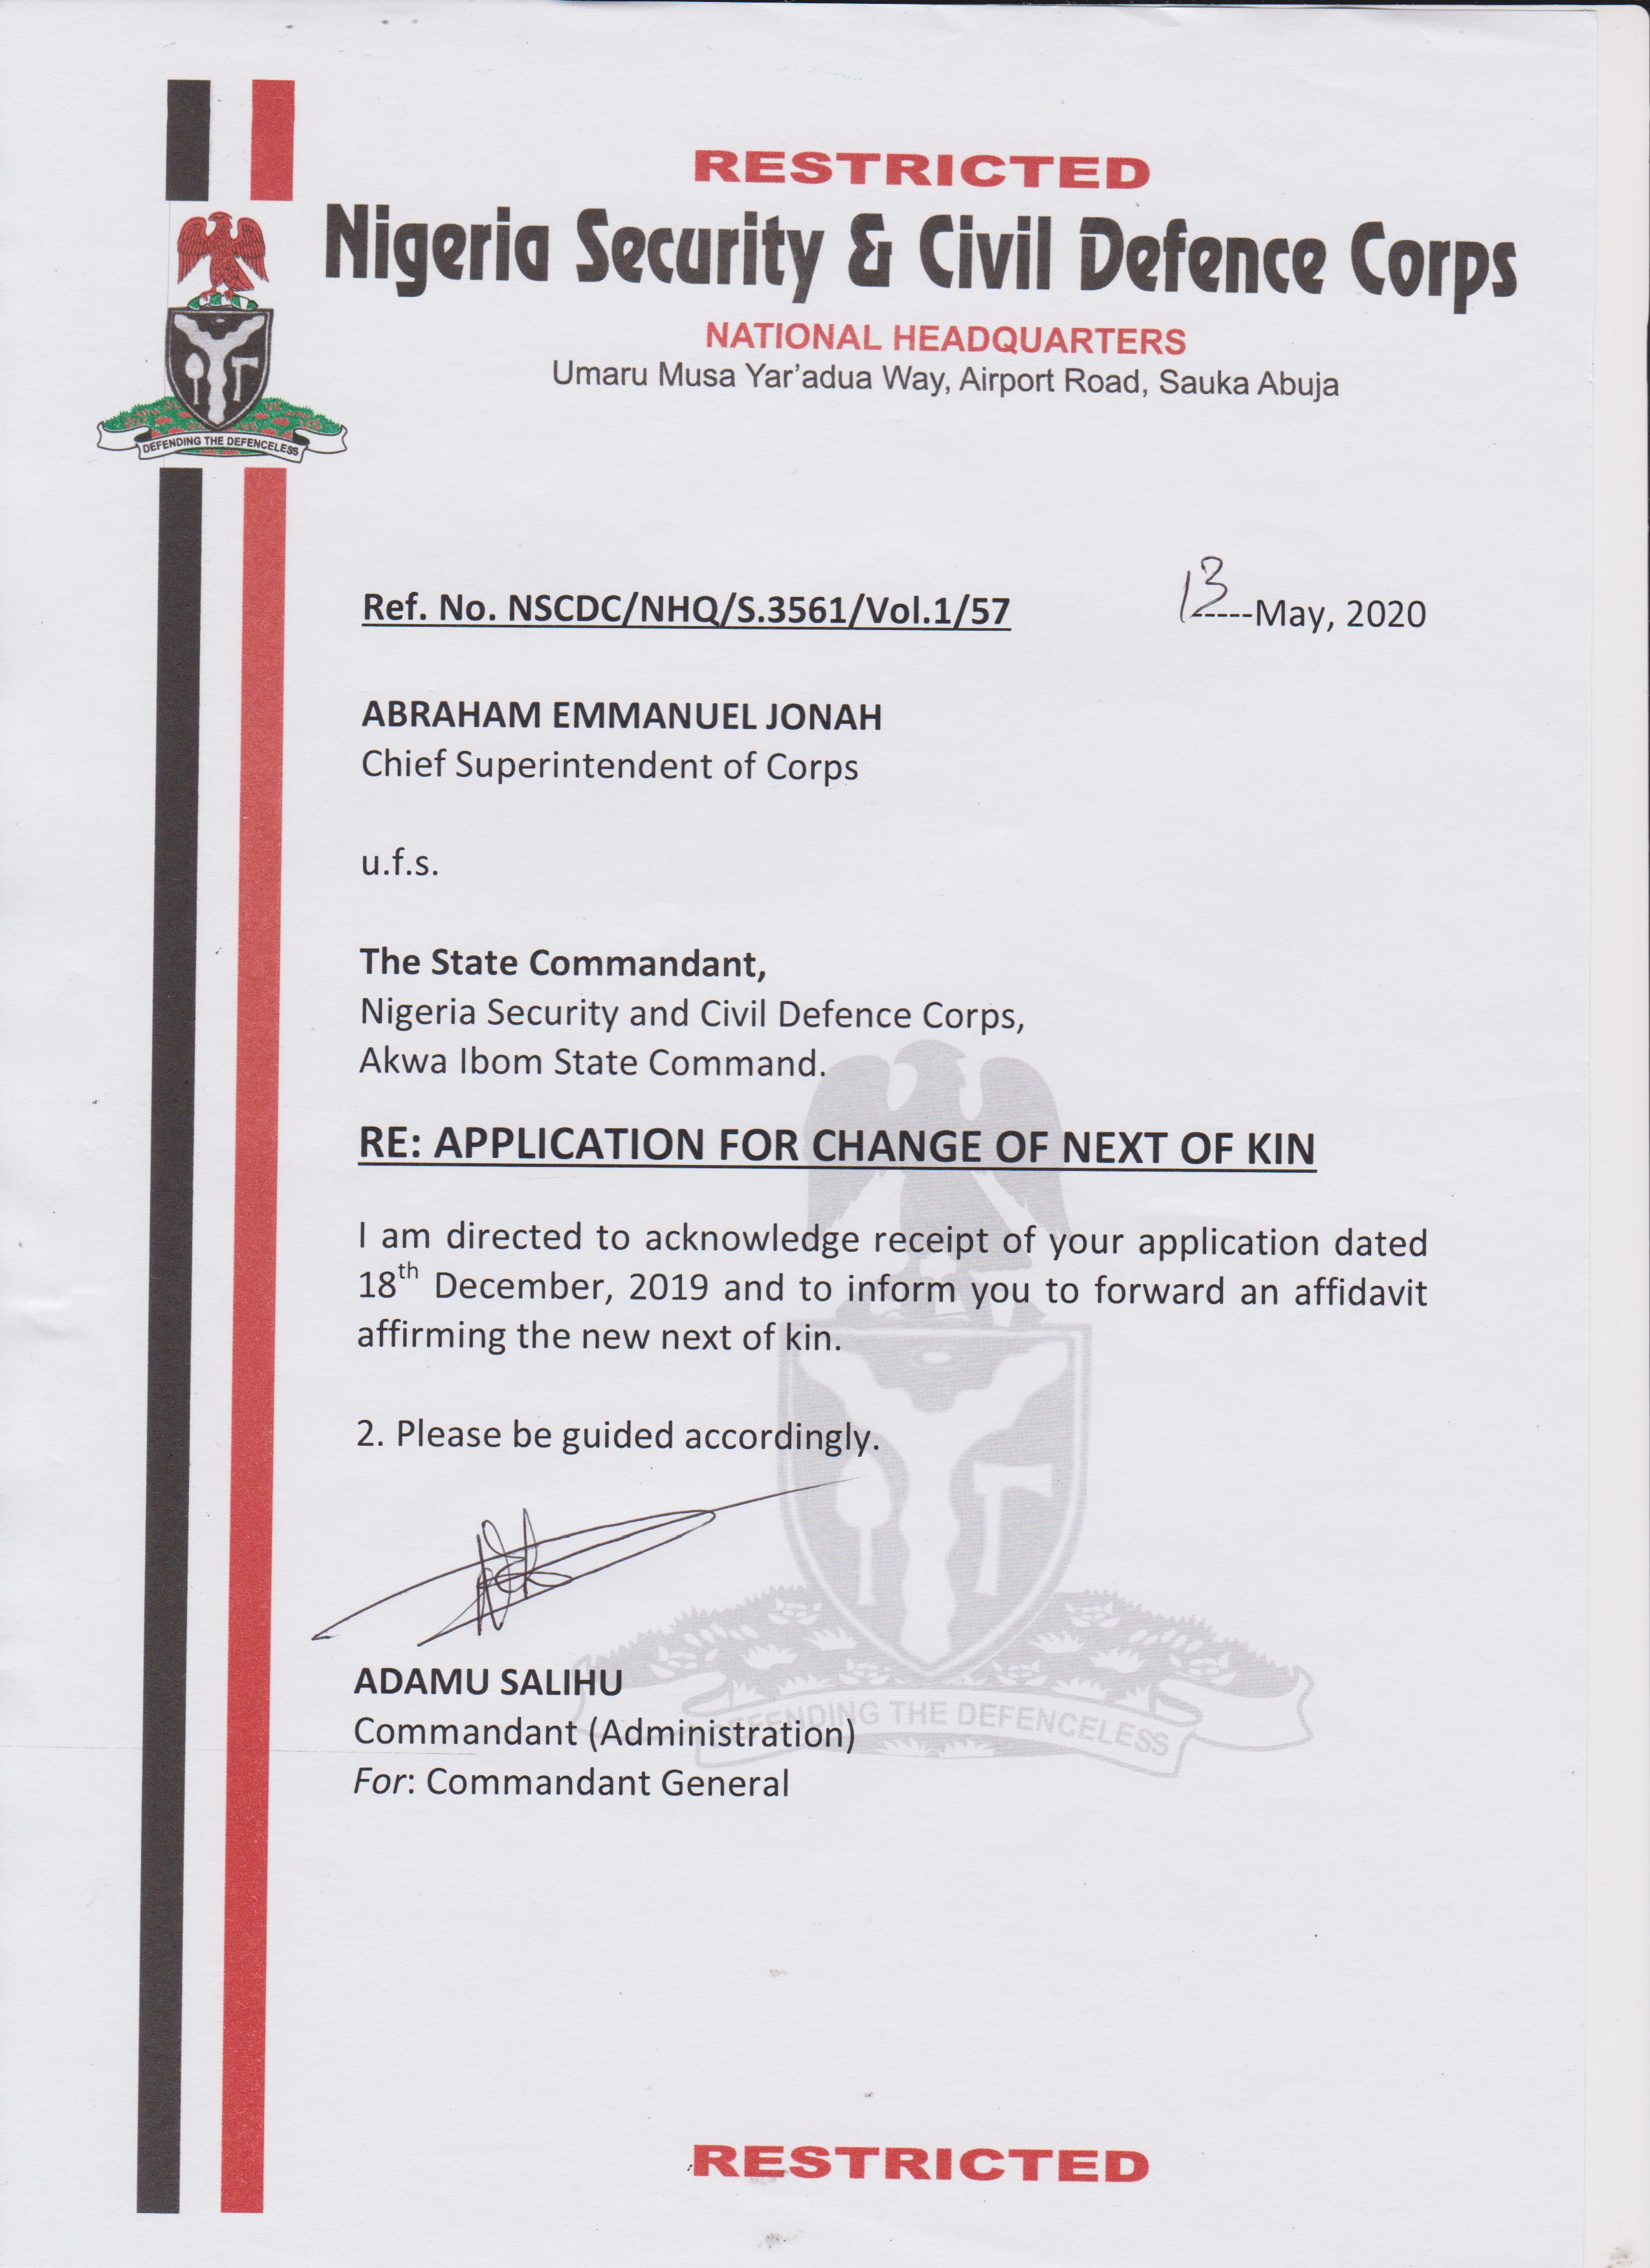 RESTRICTED
Nigeria Security & Civil Defence Corps
NATIONAL HEADQUARTERS
Umaru Musa Yar'adua Way, Airport Road, Sauka Abuja
DEFENDING THE DEFENCELESS
Ref. No. NSCDC/NHQ/S.3561/Vol.1/57
13-----May, 2020
ABRAHAM EMMANUEL JONAH
Chief Superintendent of Corps
u.f.s.
The State Commandant,
Nigeria Security and Civil Defence Corps,
Akwa Ibom State Command.
RE: APPLICATION FOR CHANGE OF NEXT OF KIN
I am directed to acknowledge receipt of your application dated
18th December, 2019 and to inform you to forward an affidavit
affirming the new next of kin.
2. Please be guided accordingly.
ADAMU SALIHU
Commandant (Administration)
For: Commandant General
DEFENDING THE DEFENCELESS
RESTRICTED